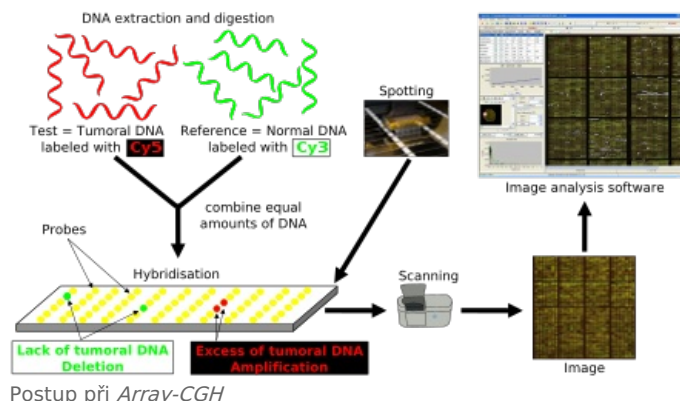 DNA extraction and digestion
Test = Tumoral DNA
labeled with Cy5
Reference = Normal DNA
labeled with Cy3
Spotting
Image analysis software
combine equal
amounts of DNA
Probes
Hybridisation
Scanning
Lack of tumoral DNA
Deletion
Excess of tumoral DNA
Amplification
Image
Postup při Array-CGH